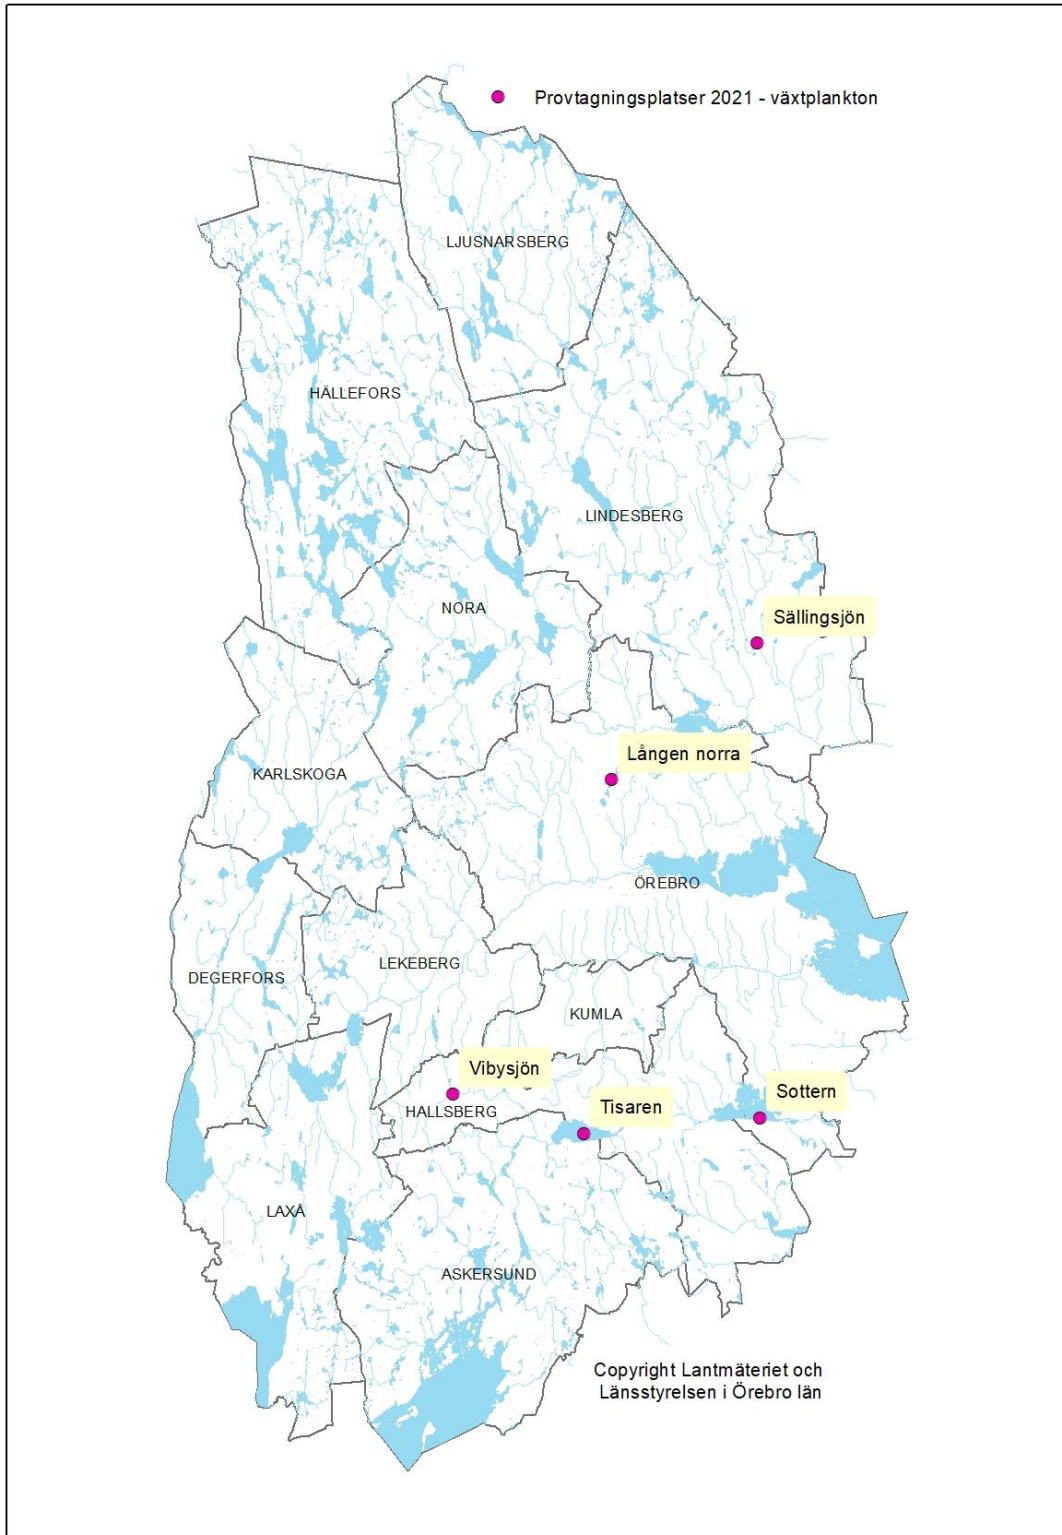 Provtagningsplatser 2021 - växtplankton
LJUSNARSBERG
HÄLLEFORS
LINDESBERG
NORA
Sällingsjön
Lången norra
KARLSKOGA
ÖREBRO
LEKEBERG
DEGERFORS
KUMLA
Vibysjön
Sottern
Tisaren
HALLSBERG
LAXÅ
ASKERSUND
Copyright Lantmäteriet och
Länsstyrelsen i Örebro län